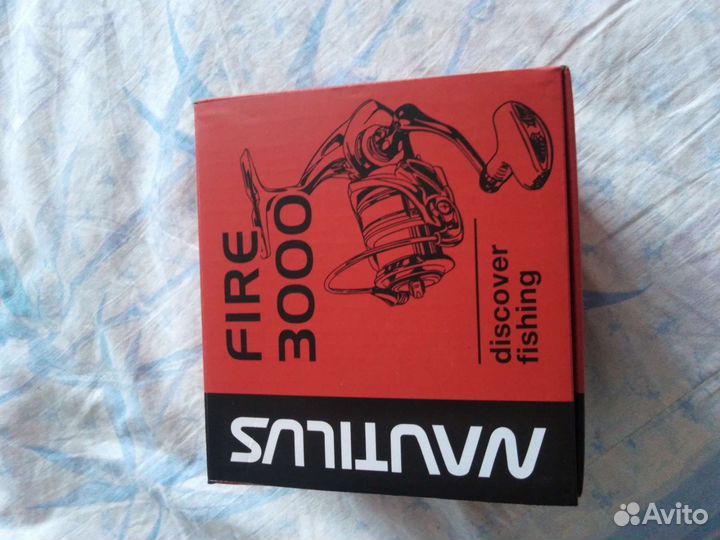 FIRE
3000
discover
fishing
NAUTILUS
Avito